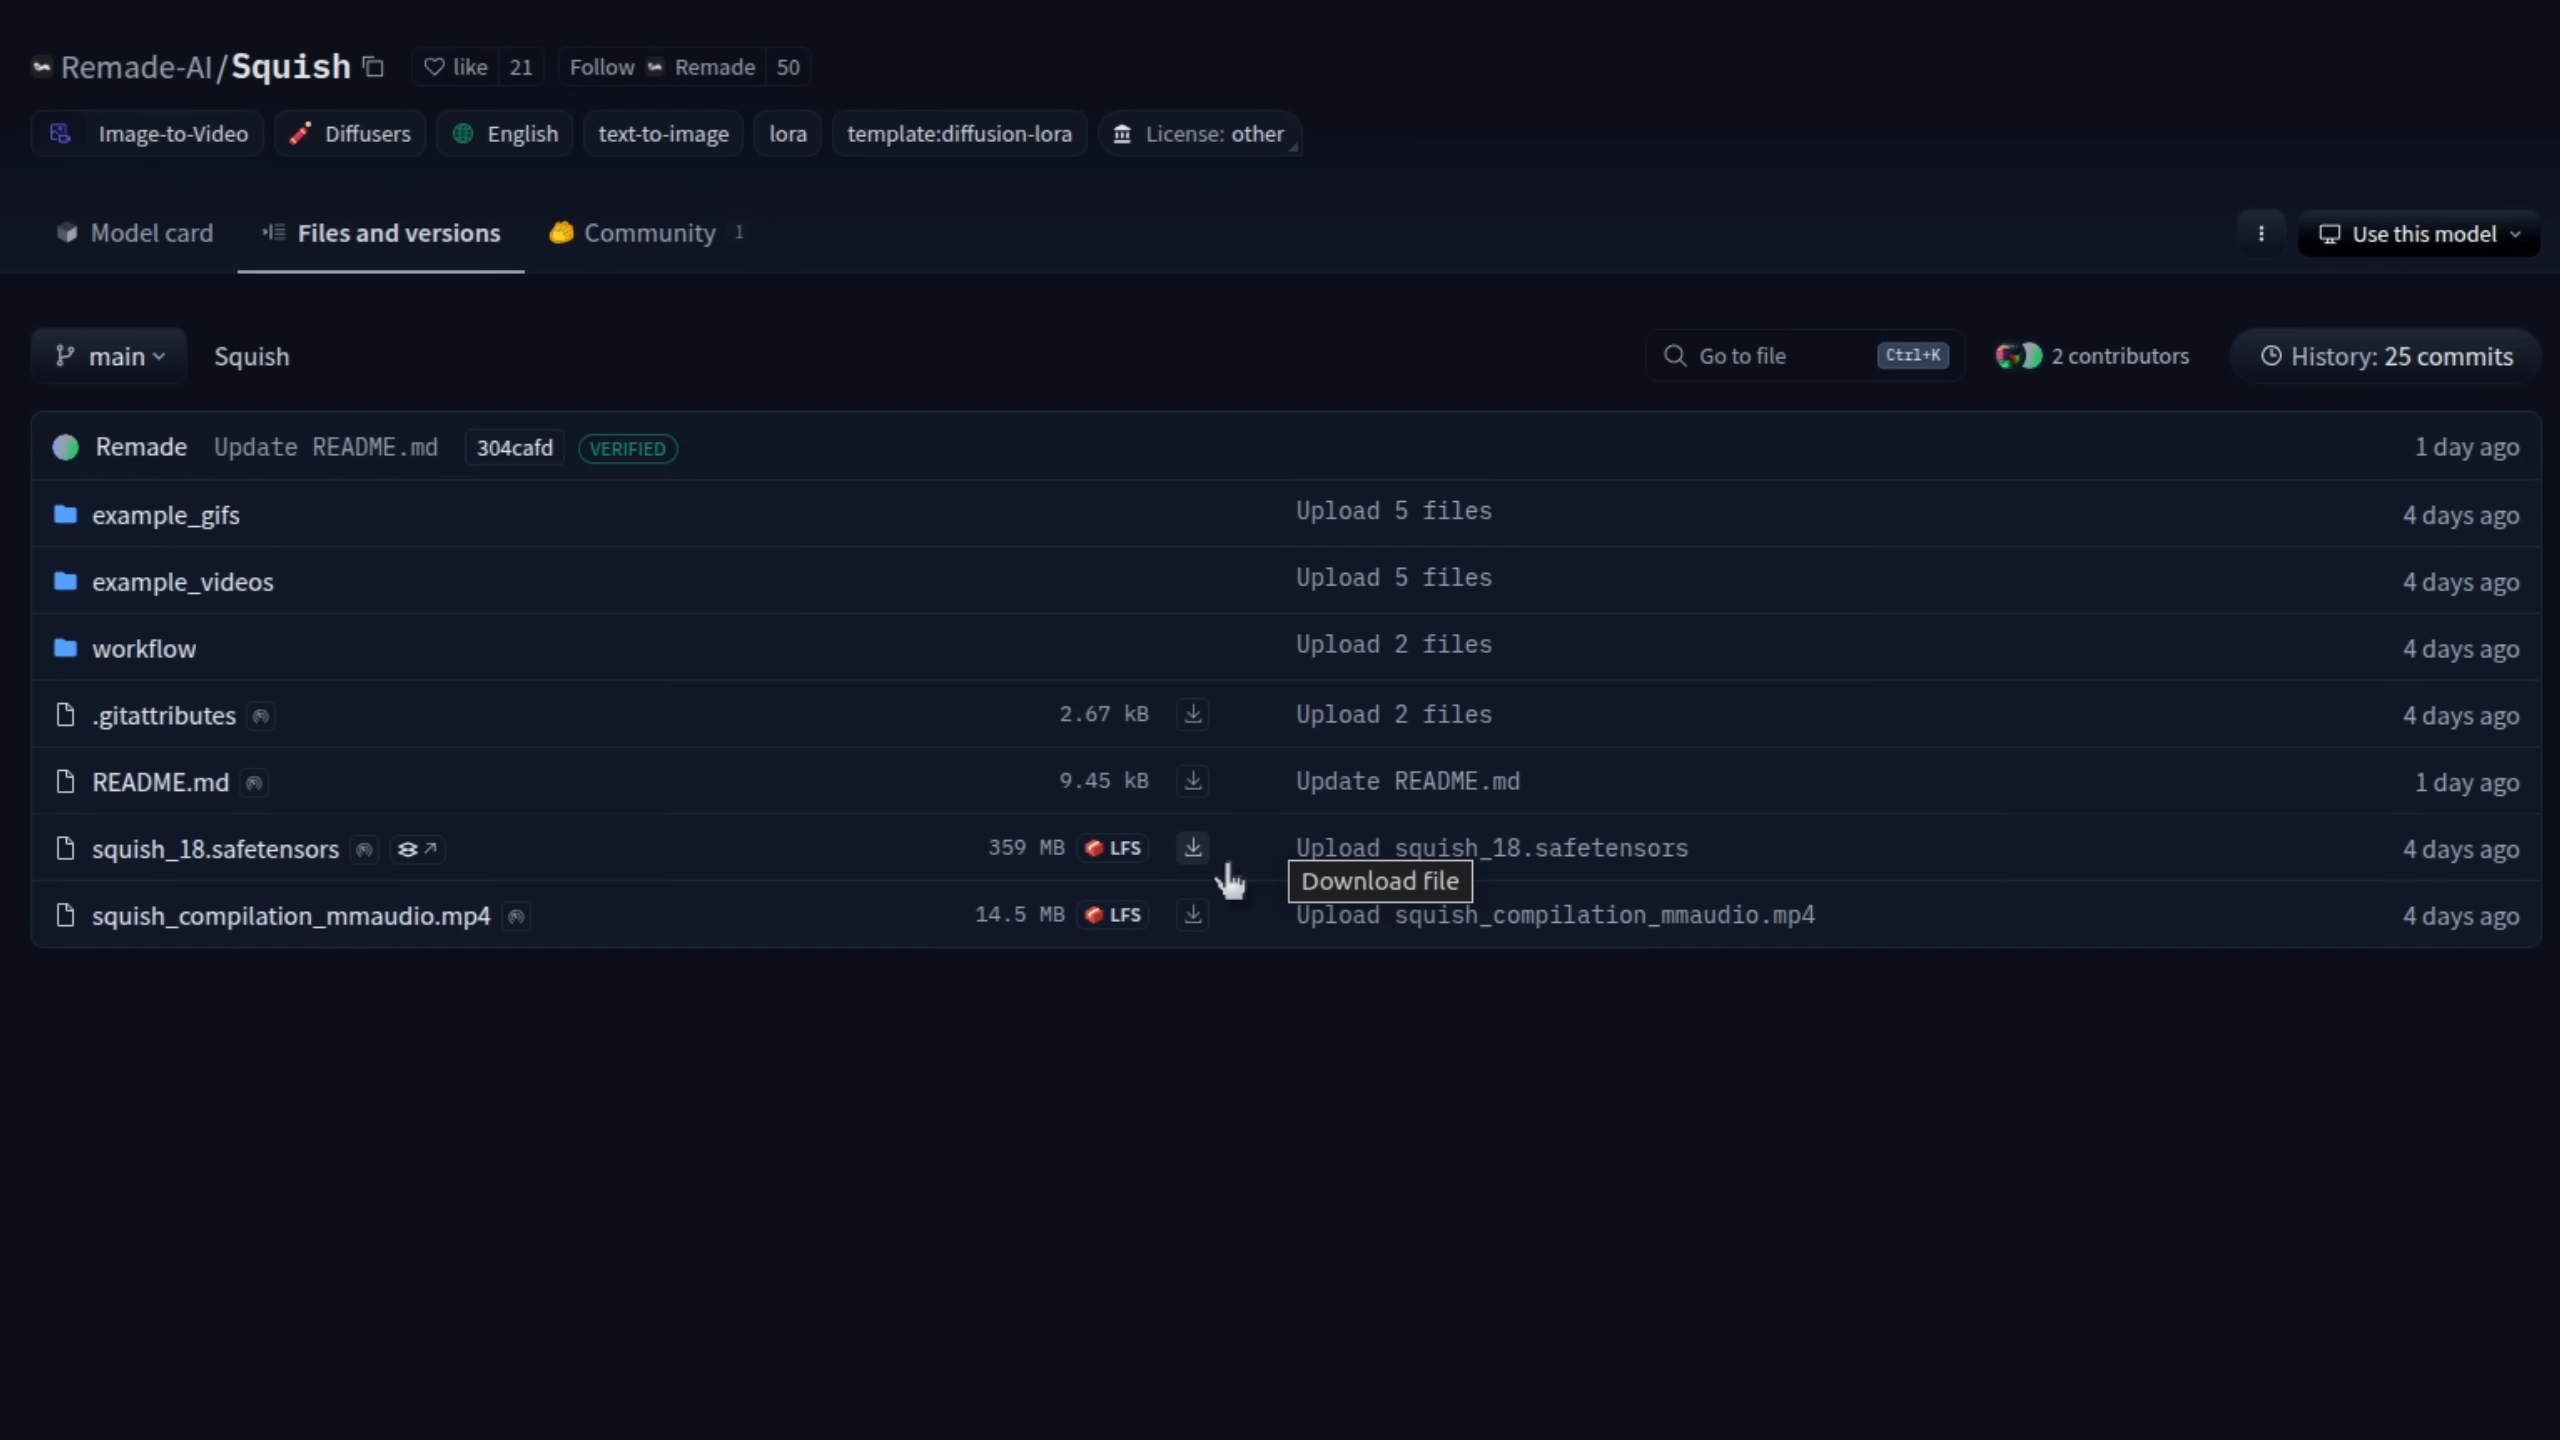 Remade-AI/Squish like 21 Follow Remade 50
Image-to-Video Diffusers English text-to-image lora template:diffusion-lora License: other
Model card Files and versions Community 1 Use this model
main Squish Go to file Ctrl+K 2 contributors History: 25 commits
Remade Update README.md 304cafd VERIFIED 1 day ago
example_gifs Upload 5 files 4 days ago
example_videos Upload 5 files 4 days ago
workflow Upload 2 files 4 days ago
.gitattributes 2.67 kB Upload 2 files 4 days ago
README.md 9.45 kB Update README.md 1 day ago
squish_18.safetensors 359 MB LFS Upload squish_18.safetensors 4 days ago
Download file
squish_compilation_mmaudio.mp4 14.5 MB LFS Upload squish_compilation_mmaudio.mp4 4 days ago